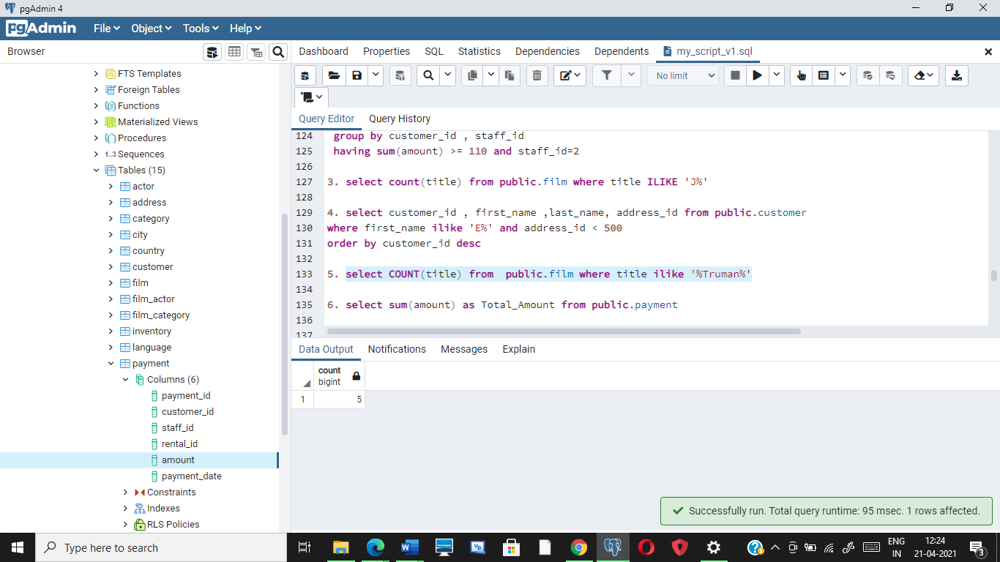 pgAdmin 4
pgAdmin File Object Tools Help
Browser
Dashboard Properties SQL Statistics Dependencies Dependents my_script_v1.sql
No limit
FTS Templates
Foreign Tables
Functions
Materialized Views
Procedures
1..3 Sequences
Tables (15)
actor
address
category
city
country
customer
film
film_actor
film_category
inventory
language
payment
Columns (6)
payment_id
customer_id
staff_id
rental_id
amount
payment_date
Constraints
Indexes
RLS Policies
Query Editor Query History
124 group by customer_id , staff_id
125 having sum(amount) >= 110 and staff_id=2
126
127 3. select count(title) from public.film where title ILIKE 'J%'
128
129 4. select customer_id , first_name ,last_name, address_id from public.customer
130 where first_name ilike 'E%' and address_id < 500
131 order by customer_id desc
132
133 5. select COUNT(title) from  public.film where title ilike '%Truman%'
134
135 6. select sum(amount) as Total_Amount from public.payment
136
137
Data Output Notifications Messages Explain
count
bigint
1 5
Successfully run. Total query runtime: 95 msec. 1 rows affected.
Type here to search
ENG
IN
12:24
21-04-2021
3